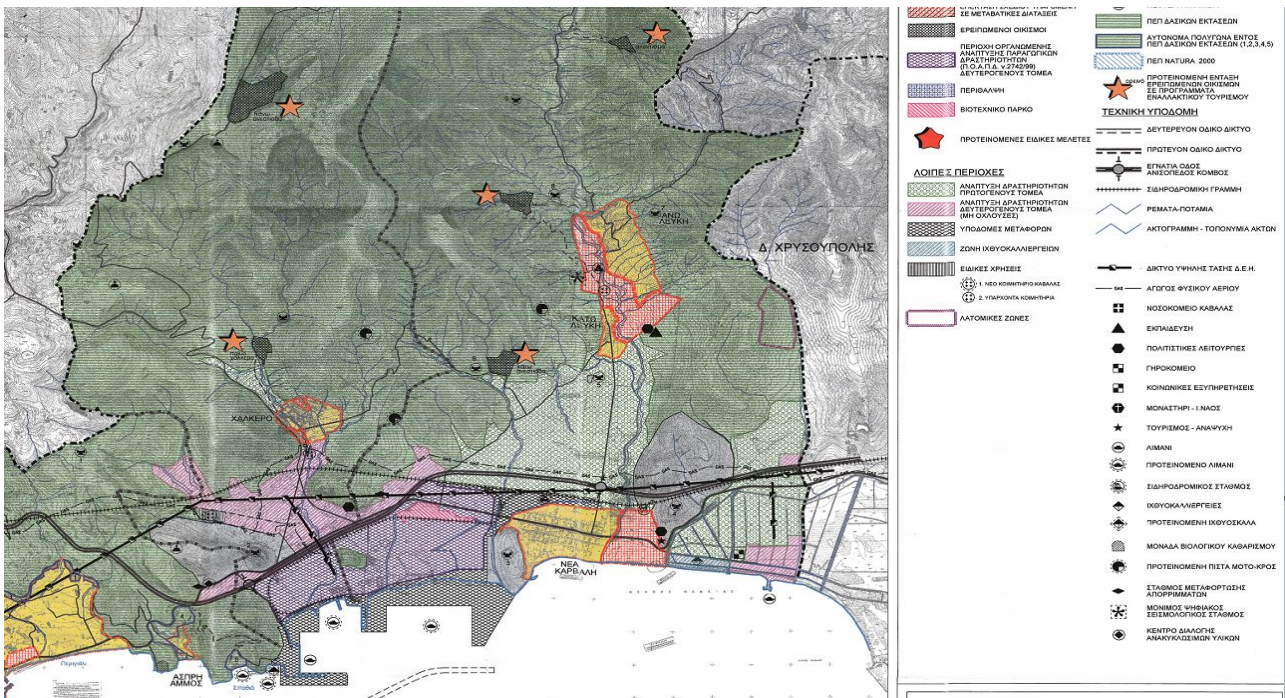 Δ. ΧΡΥΣΟΥΠΟΛΗΣ
ΑΝΩ
ΛΕΥΚΗ
ΚΑΤΩ
ΛΕΥΚΗ
ΧΑΛΚΕΡΟ
ΝΕΑ
ΚΑΡΒΑΛΗ
ΑΣΠΡΗ
ΑΜΜΟΣ
GAS
ΣΕ ΜΕΤΑΒΑΤΙΚΕΣ ΔΙΑΤΑΞΕΙΣ
ΕΡΕΙΠΩΜΕΝΟΙ ΟΙΚΙΣΜΟΙ
ΠΕΡΙΟΧΗ ΟΡΓΑΝΩΜΕΝΗΣ
ΑΝΑΠΤΥΞΗΣ ΠΑΡΑΓΩΓΙΚΩΝ
ΔΡΑΣΤΗΡΙΟΤΗΤΩΝ
(Π.Ο.Α.Π.Δ. ν.2742/99)
ΔΕΥΤΕΡΟΓΕΝΟΥΣ ΤΟΜΕΑ
ΠΕΡΙΘΑΛΨΗ
ΒΙΟΤΕΧΝΙΚΟ ΠΑΡΚΟ
ΠΡΟΤΕΙΝΟΜΕΝΕΣ ΕΙΔΙΚΕΣ ΜΕΛΕΤΕΣ
ΛΟΙΠΕΣ ΠΕΡΙΟΧΕΣ
ΑΝΑΠΤΥΞΗ ΔΡΑΣΤΗΡΙΟΤΗΤΩΝ
ΠΡΩΤΟΓΕΝΟΥΣ ΤΟΜΕΑ
ΑΝΑΠΤΥΞΗ ΔΡΑΣΤΗΡΙΟΤΗΤΩΝ
ΔΕΥΤΕΡΟΓΕΝΟΥΣ ΤΟΜΕΑ
(ΜΗ ΟΧΛΟΥΣΕΣ)
ΥΠΟΔΟΜΕΣ ΜΕΤΑΦΟΡΩΝ
ΖΩΝΗ ΙΧΘΥΟΚΑΛΛΙΕΡΓΕΙΩΝ
ΕΙΔΙΚΕΣ ΧΡΗΣΕΙΣ
1. ΝΕΟ ΚΟΙΜΗΤΗΡΙΟ ΚΑΒΑΛΑΣ
2. ΥΠΑΡΧΟΝΤΑ ΚΟΙΜΗΤΗΡΙΑ
ΛΑΤΟΜΙΚΕΣ ΖΩΝΕΣ
ΠΕΠ ΔΑΣΙΚΩΝ ΕΚΤΑΣΕΩΝ
ΑΥΤΟΝΟΜΑ ΠΟΛΥΓΩΝΑ ΕΝΤΟΣ
ΠΕΠ ΔΑΣΙΚΩΝ ΕΚΤΑΣΕΩΝ (1,2,3,4,5)
ΠΕΠ NATURA 2000
ΠΡΟΤΕΙΝΟΜΕΝΗ ΕΝΤΑΞΗ
ΕΡΕΙΠΩΜΕΝΩΝ ΟΙΚΙΣΜΩΝ
ΣΕ ΠΡΟΓΡΑΜΜΑΤΑ
ΕΝΑΛΛΑΚΤΙΚΟΥ ΤΟΥΡΙΣΜΟΥ
ΤΕΧΝΙΚΗ ΥΠΟΔΟΜΗ
ΔΕΥΤΕΡΕΥΟΝ ΟΔΙΚΟ ΔΙΚΤΥΟ
ΠΡΩΤΕΥΟΝ ΟΔΙΚΟ ΔΙΚΤΥΟ
ΕΓΝΑΤΙΑ ΟΔΟΣ
ΑΝΙΣΟΠΕΔΟΣ ΚΟΜΒΟΣ
ΣΙΔΗΡΟΔΡΟΜΙΚΗ ΓΡΑΜΜΗ
ΡΕΜΑΤΑ-ΠΟΤΑΜΙΑ
ΑΚΤΟΓΡΑΜΜΗ - ΤΟΠΟΝΥΜΙΑ ΑΚΤΩΝ
ΔΙΚΤΥΟ ΥΨΗΛΗΣ ΤΑΣΗΣ Δ.Ε.Η.
GAS ΑΓΩΓΟΣ ΦΥΣΙΚΟΥ ΑΕΡΙΟΥ
ΝΟΣΟΚΟΜΕΙΟ ΚΑΒΑΛΑΣ
ΕΚΠΑΙΔΕΥΣΗ
ΠΟΛΙΤΙΣΤΙΚΕΣ ΛΕΙΤΟΥΡΓΙΕΣ
ΓΗΡΟΚΟΜΕΙΟ
ΚΟΙΝΩΝΙΚΕΣ ΕΞΥΠΗΡΕΤΗΣΕΙΣ
ΜΟΝΑΣΤΗΡΙ - Ι.ΝΑΟΣ
ΤΟΥΡΙΣΜΟΣ - ΑΝΑΨΥΧΗ
ΛΙΜΑΝΙ
ΠΡΟΤΕΙΝΟΜΕΝΟ ΛΙΜΑΝΙ
ΣΙΔΗΡΟΔΡΟΜΙΚΟΣ ΣΤΑΘΜΟΣ
ΙΧΘΥΟΚΑΛΛΙΕΡΓΕΙΕΣ
ΠΡΟΤΕΙΝΟΜΕΝΗ ΙΧΘΥΟΣΚΑΛΑ
ΜΟΝΑΔΑ ΒΙΟΛΟΓΙΚΟΥ ΚΑΘΑΡΙΣΜΟΥ
ΠΡΟΤΕΙΝΟΜΕΝΗ ΠΙΣΤΑ ΜΟΤΟ-ΚΡΟΣ
ΣΤΑΘΜΟΣ ΜΕΤΑΦΟΡΤΩΣΗΣ
ΑΠΟΡΡΙΜΜΑΤΩΝ
ΜΟΝΙΜΟΣ ΨΗΦΙΑΚΟΣ
ΣΕΙΣΜΟΛΟΓΙΚΟΣ ΣΤΑΘΜΟΣ
ΚΕΝΤΡΟ ΔΙΑΛΟΓΗΣ
ΑΝΑΚΥΚΛΩΣΙΜΩΝ ΥΛΙΚΩΝ